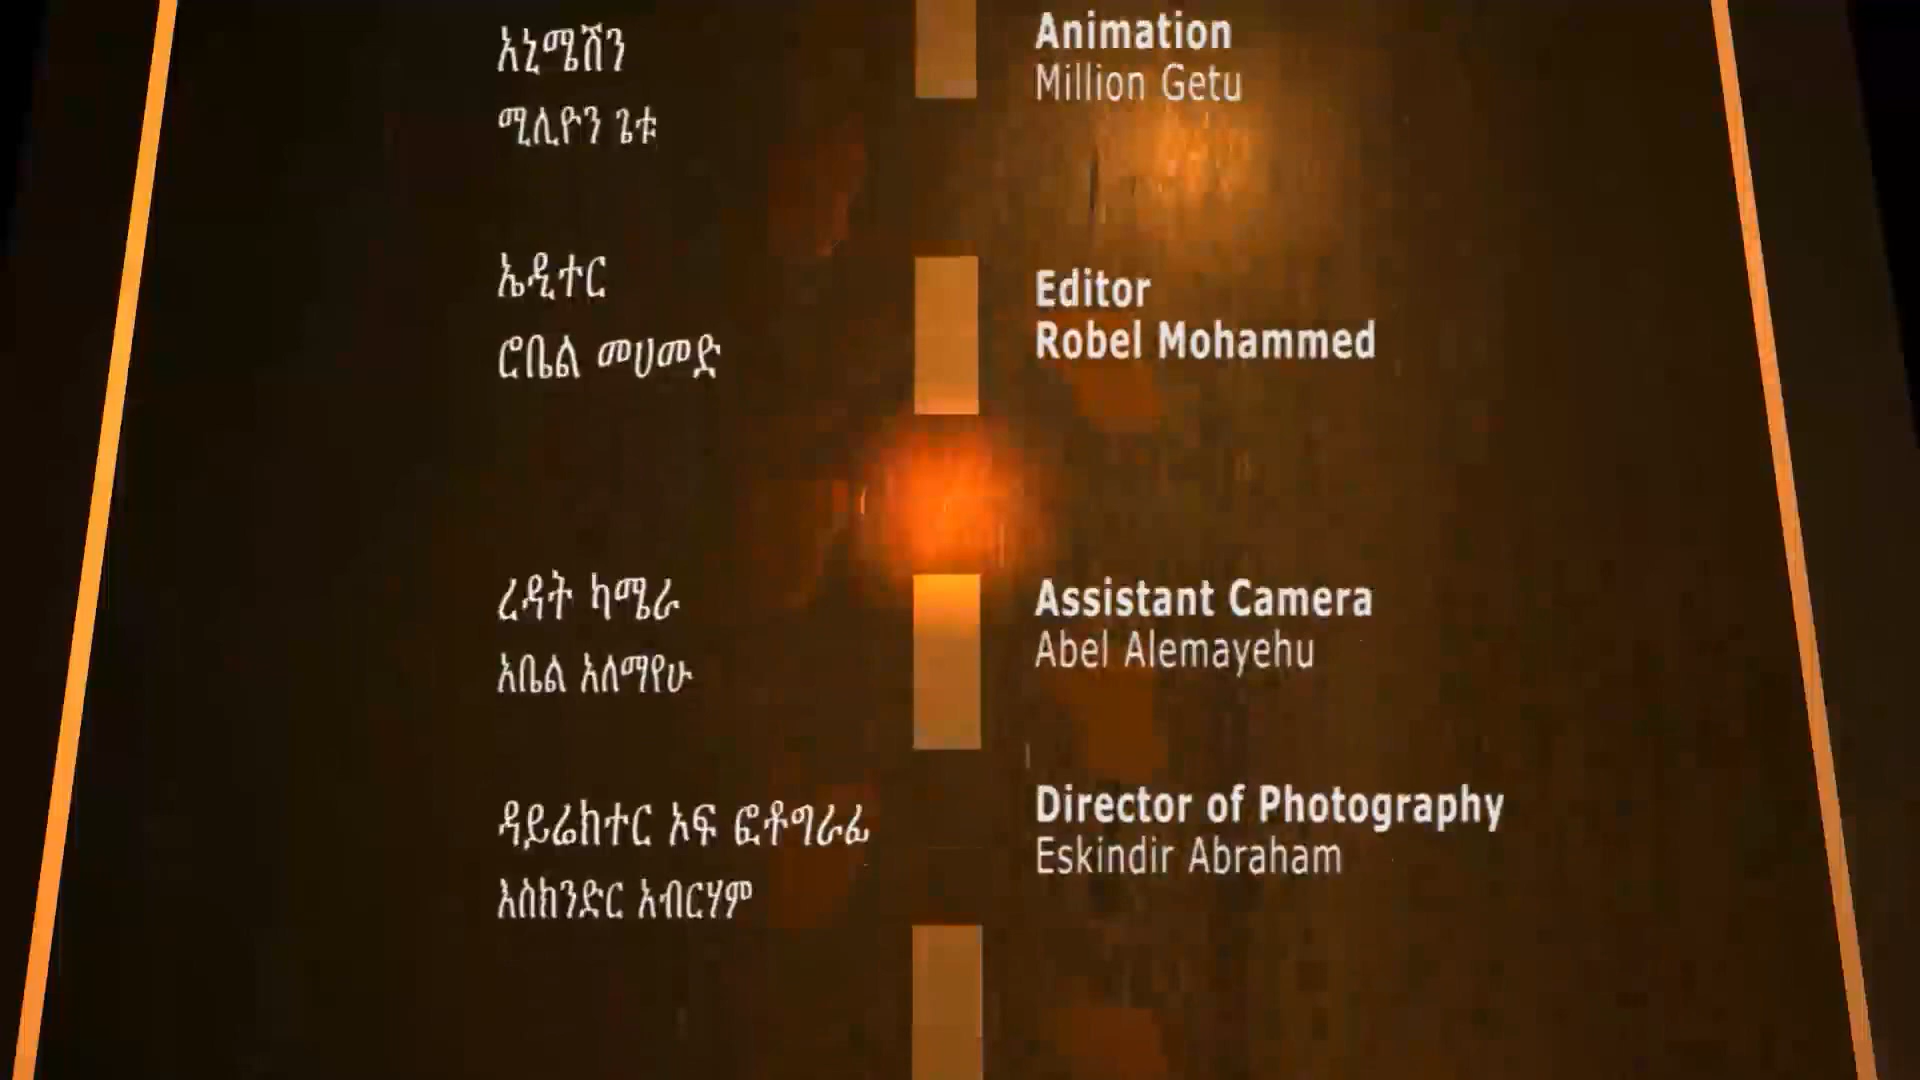 አኒሜሽን
ሚሊዮን ጌቱ
Animation
Million Getu
ኤዲተር
ሮቤል መሀመድ
Editor
Robel Mohammed
ረዳት ካሜራ
አቤል አለማየሁ
Assistant Camera
Abel Alemayehu
ዳይሬክተር ኦፍ ፎቶግራፊ
እስክንድር አብርሃም
Director of Photography
Eskindir Abraham